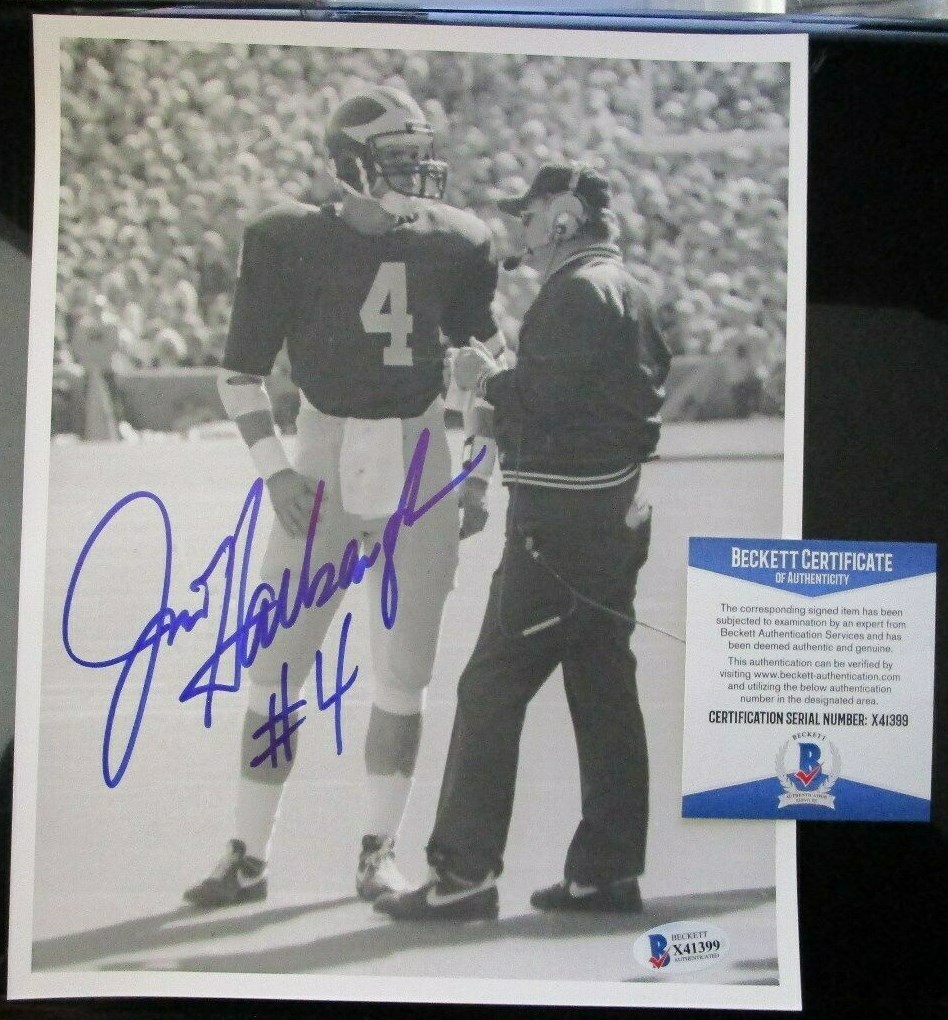 4
Jim Harbaugh
#4
BECKETT CERTIFICATE
OF AUTHENTICITY
The corresponding signed item has been
subjected to examination by an expert from
Beckett Authentication Services and has
been deemed authentic and genuine.
This authentication can be verified by
visiting www.beckett-authentication.com
and utilizing the below authentication
number in the designated area.
CERTIFICATION SERIAL NUMBER: X41399
BECKETT
B
AUTHENTICATION
B
BECKETT
X41399
AUTHENTICATED